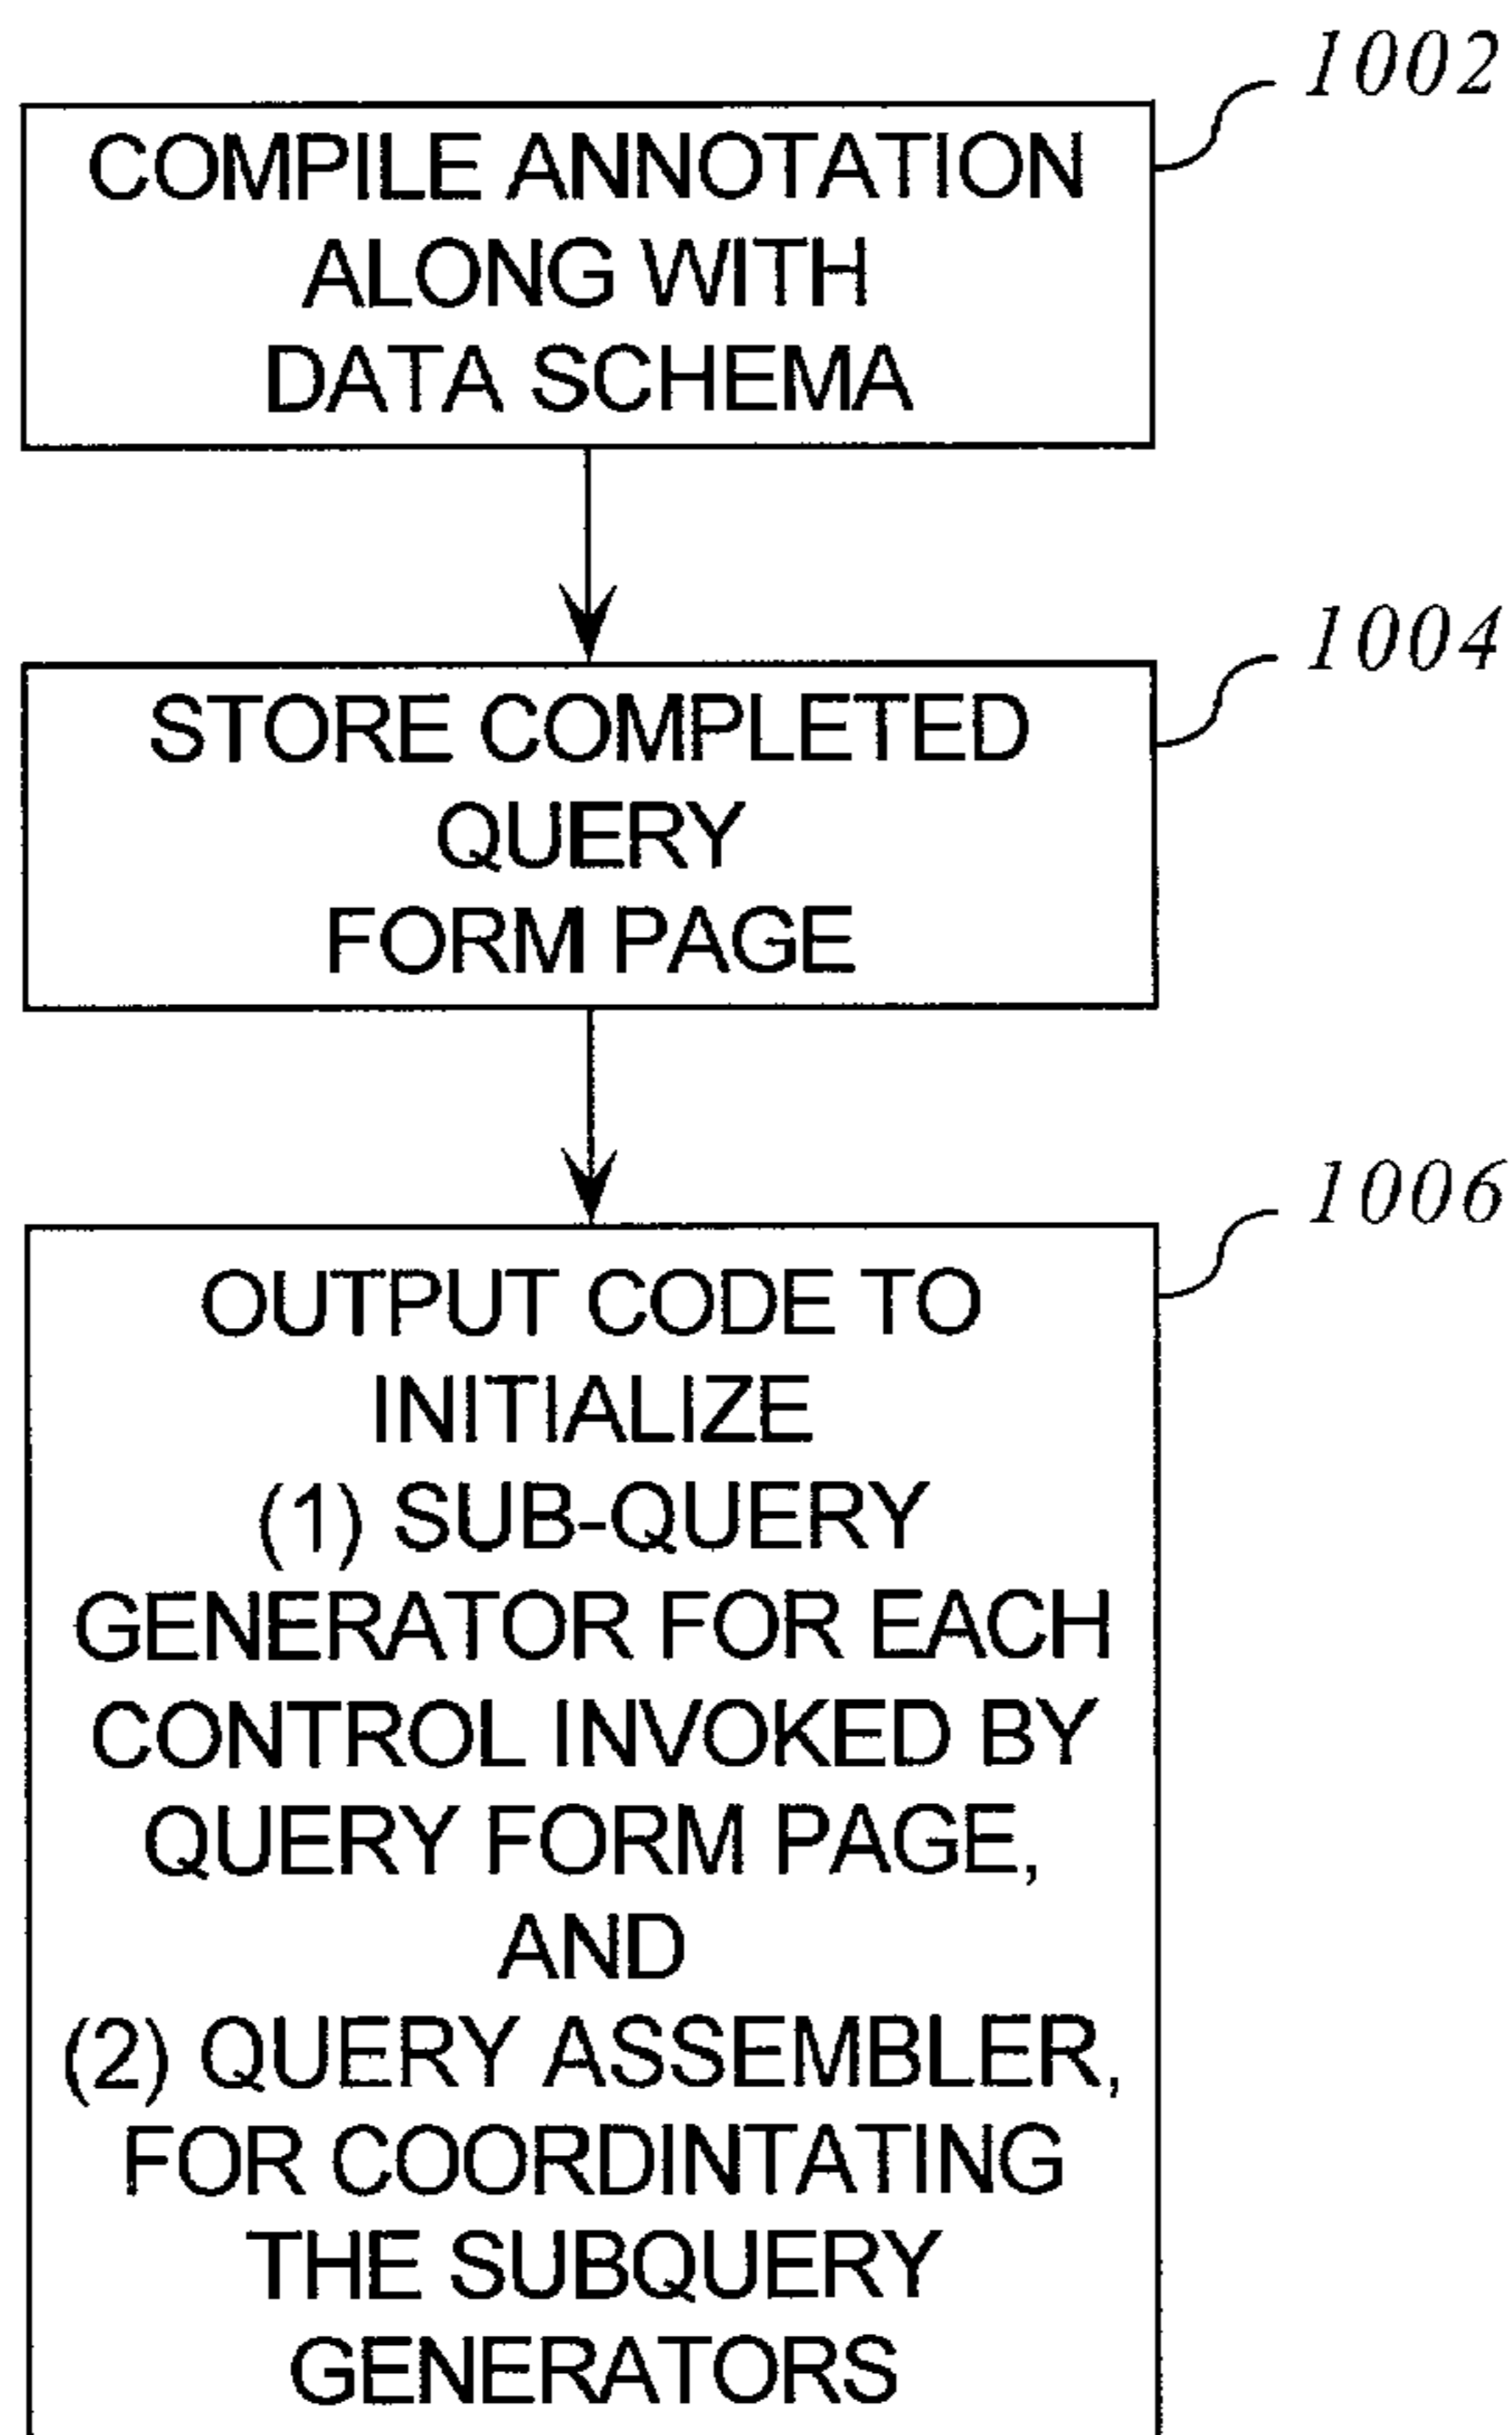 1002
COMPILE ANNOTATION
ALONG WITH
DATA SCHEMA
1004
STORE COMPLETED
QUERY
FORM PAGE
1006
OUTPUT CODE TO
INITIALIZE
(1) SUB-QUERY
GENERATOR FOR EACH
CONTROL INVOKED BY
QUERY FORM PAGE,
AND
(2) QUERY ASSEMBLER,
FOR COORDINTATING
THE SUBQUERY
GENERATORS